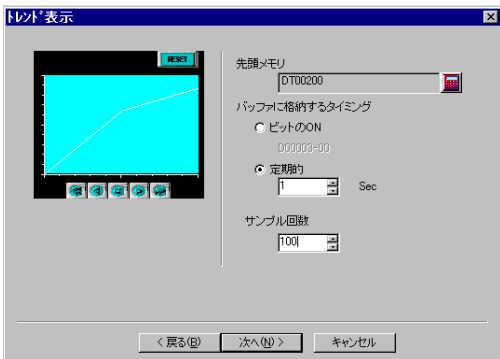 トレンド表示
RESET
先頭メモリ
DT00200
バッファに格納するタイミング
ビットのON
D00003-00
定期的
1 Sec
サンプル回数
100
< 戻る(B)
次へ(N) >
キャンセル